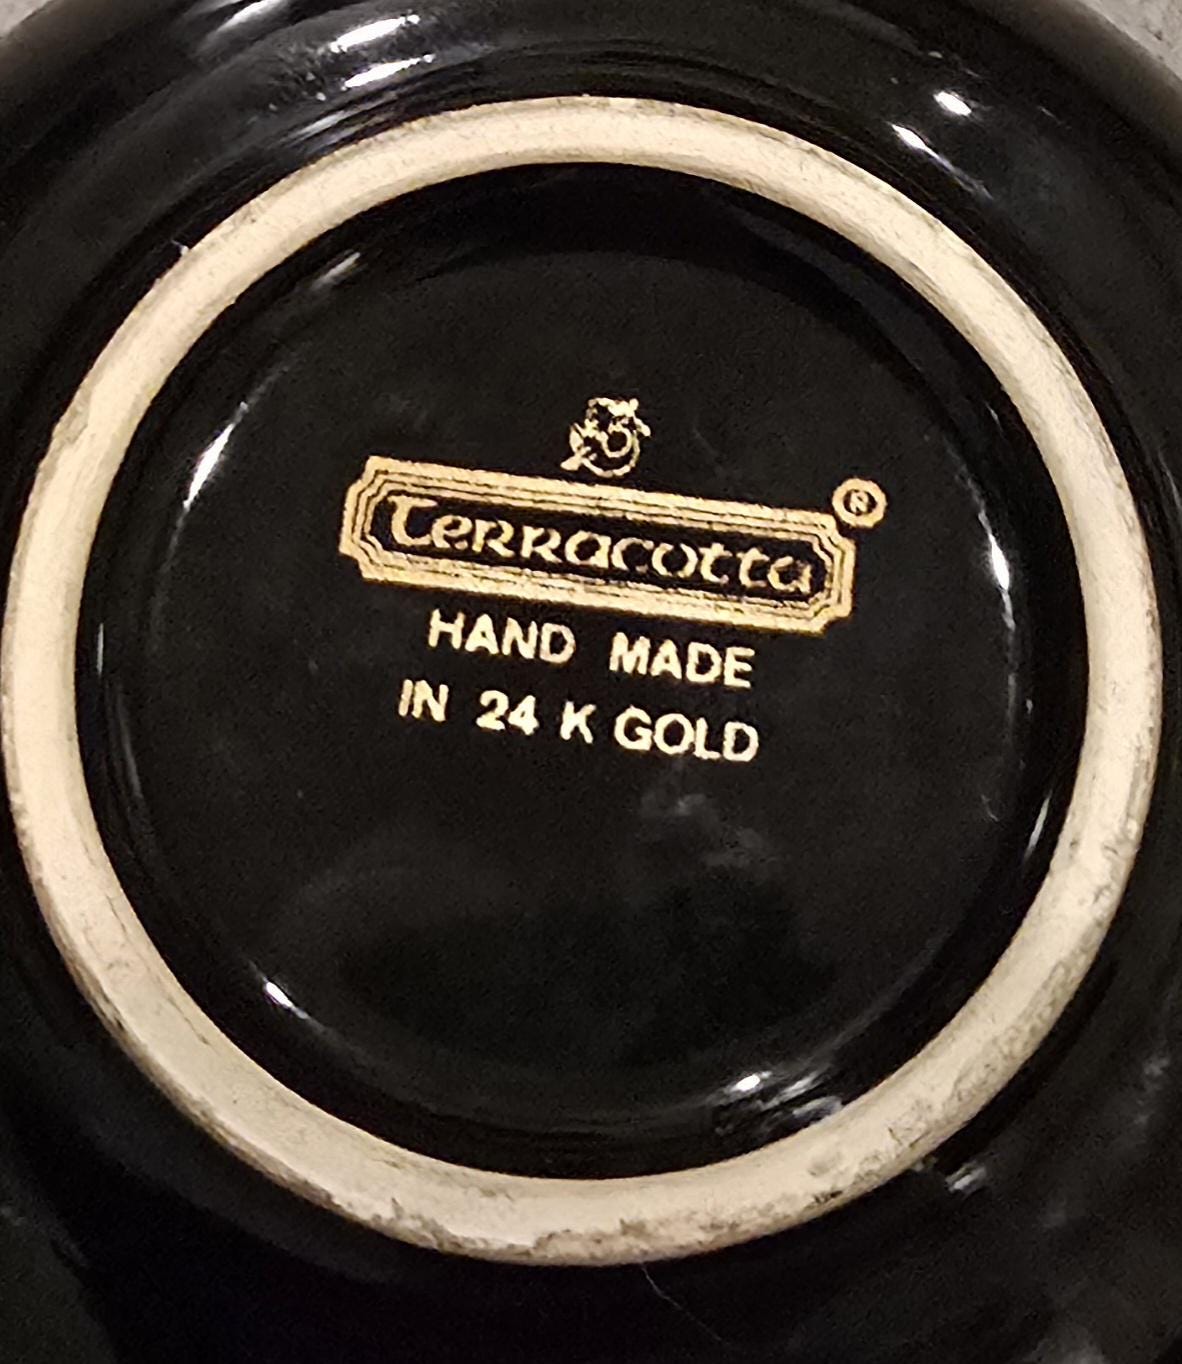 Terracotta ®
HAND MADE
IN 24 K GOLD